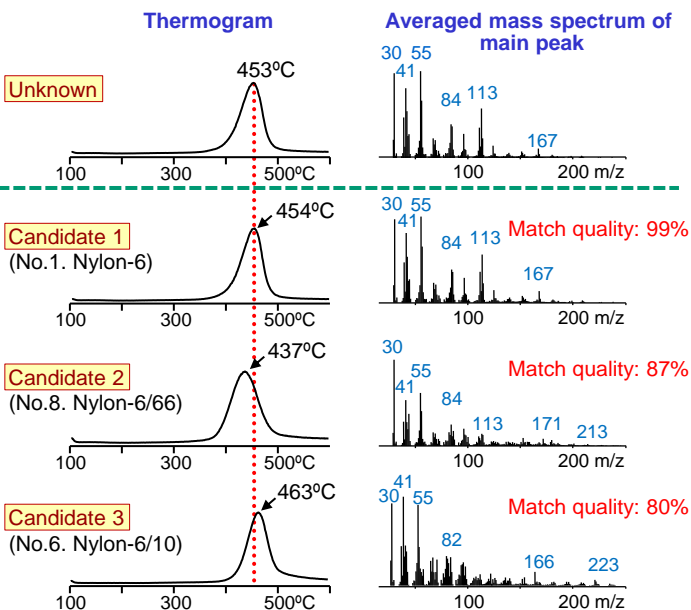 Thermogram
Averaged mass spectrum of
main peak
Unknown
453ºC
100 300 500ºC
30 55
41
84 113
167
100 200 m/z
Candidate 1
(No.1. Nylon-6)
454ºC
100 300 500ºC
30 55
41
84 113
167
Match quality: 99%
100 200 m/z
Candidate 2
(No.8. Nylon-6/66)
437ºC
100 300 500ºC
30
55
41
84
113 171 213
Match quality: 87%
100 200 m/z
Candidate 3
(No.6. Nylon-6/10)
463ºC
100 300 500ºC
41
30 55
82
166 223
Match quality: 80%
100 200 m/z